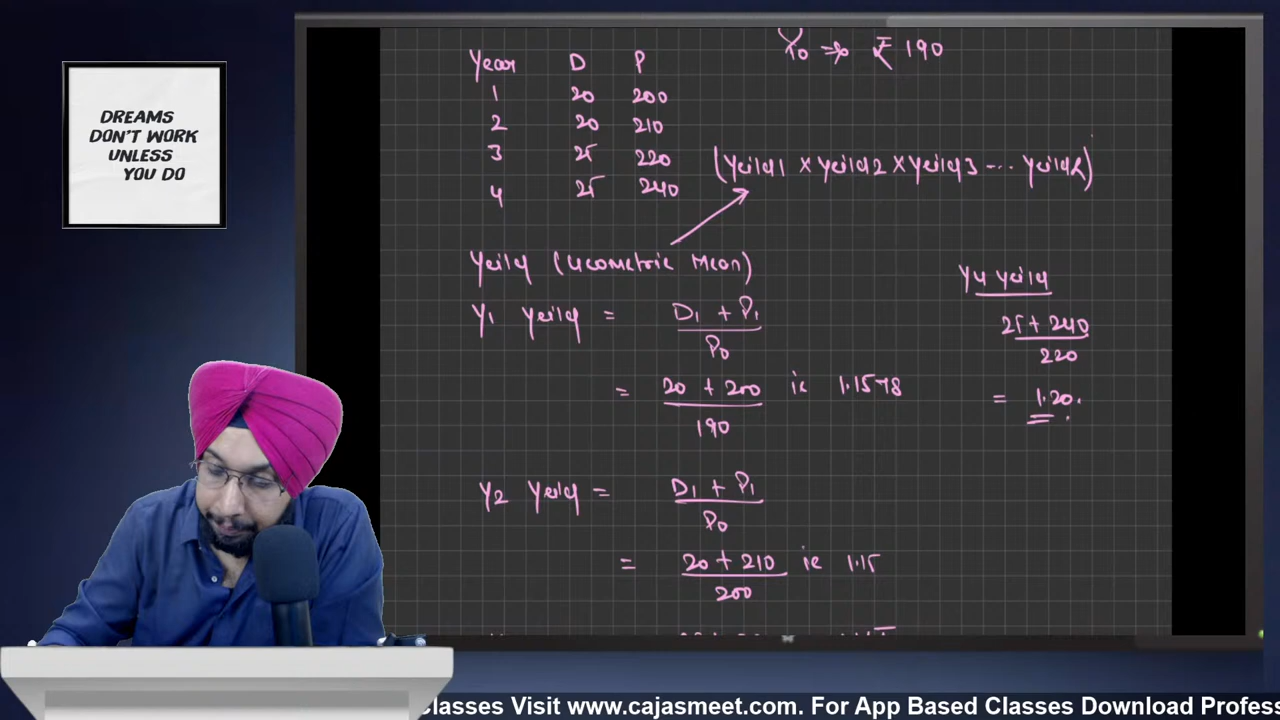 DREAMS
DON'T WORK
UNLESS
YOU DO
Y0 => ₹ 190
Year D P
1 20 200
2 20 210
3 25 220
4 25 240
(Yeild1 x Yeild2 x Yeild3 ---- Yeild
Yeild (Geometric Mean)
Y1 Yeild = D1 + P1
P0
= 20 + 200 ie 1.1578
190
Y4 Yeild
25 + 240
220
= 1.20.
Y2 Yeild = D1 + P1
P0
= 20 + 210 ie 1.15
200
Classes Visit www.cajasmeet.com. For App Based Classes Download Profess